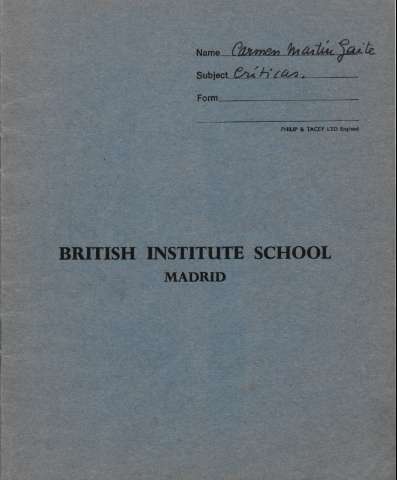 Name Carmen Martín Gaite
Subject Críticas.
Form
PHILIP & TACEY LTD England
BRITISH INSTITUTE SCHOOL
MADRID